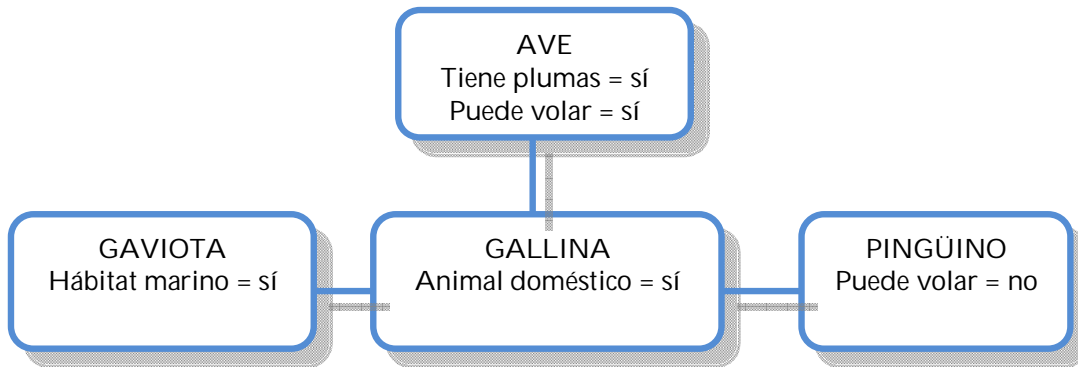 AVE
Tiene plumas = sí
Puede volar = sí
GAVIOTA
Hábitat marino = sí
GALLINA
Animal doméstico = sí
PINGÜINO
Puede volar = no